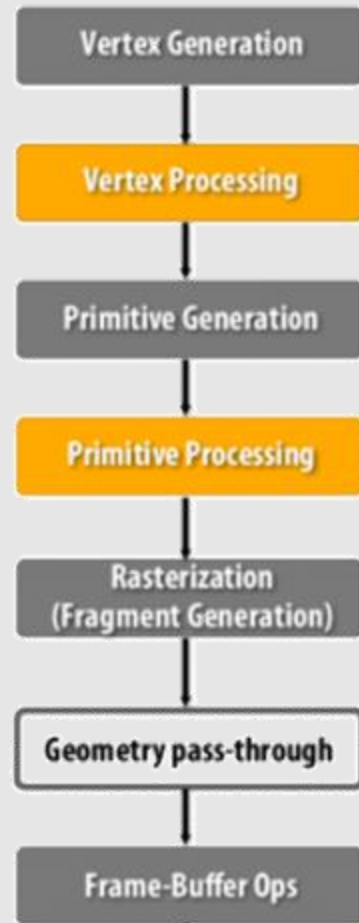 Vertex Generation
Vertex Processing
Primitive Generation
Primitive Processing
Rasterization
(Fragment Generation)
Geometry pass-through
Frame-Buffer Ops